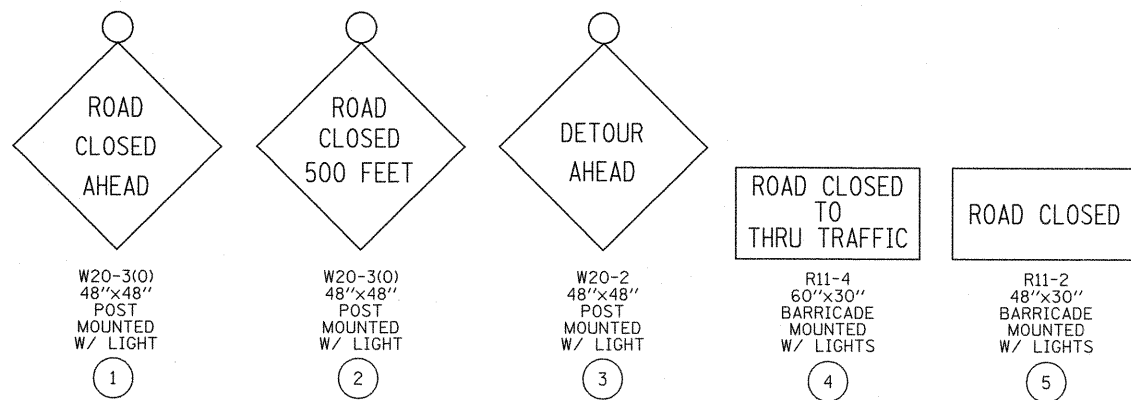 ROAD
CLOSED
AHEAD
W20-3(O)
48''x48''
POST
MOUNTED
W/ LIGHT
1
ROAD
CLOSED
500 FEET
W20-3(O)
48''x48''
POST
MOUNTED
W/ LIGHT
2
DETOUR
AHEAD
W20-2
48''x48''
POST
MOUNTED
W/ LIGHT
3
ROAD CLOSED
TO
THRU TRAFFIC
R11-4
60''x30''
BARRICADE
MOUNTED
W/ LIGHTS
4
ROAD CLOSED
R11-2
48''x30''
BARRICADE
MOUNTED
W/ LIGHTS
5